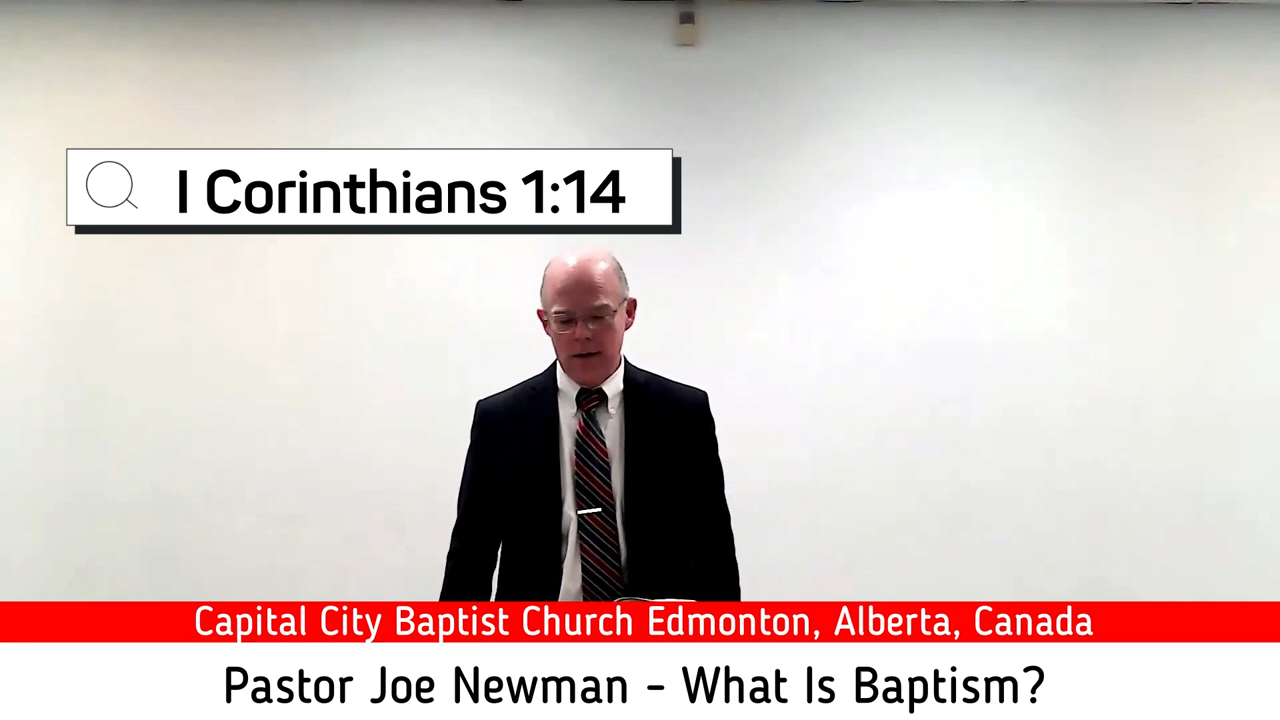 I Corinthians 1:14
Capital City Baptist Church Edmonton, Alberta, Canada
Pastor Joe Newman - What Is Baptism?